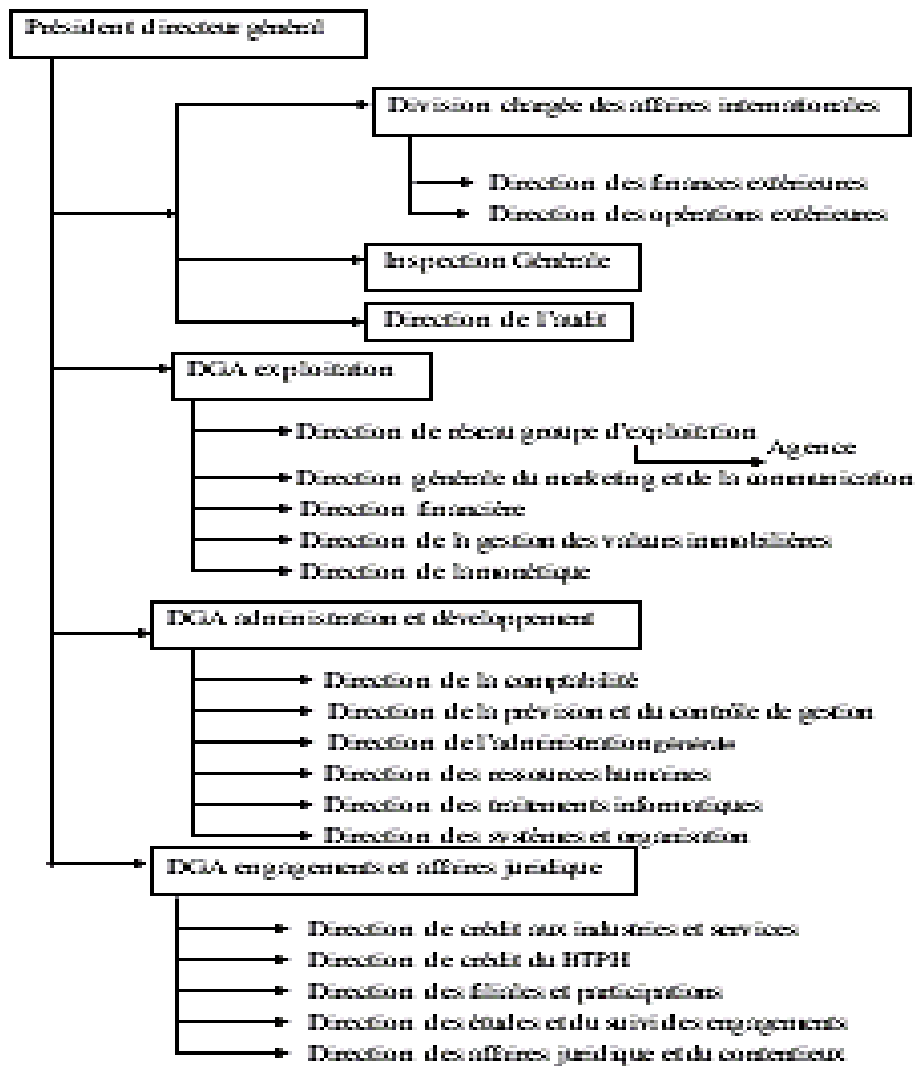 Président directeur général
Division chargée des affaires internationales
Direction des finances extérieures
Direction des opérations extérieures
Inspection Générale
Direction de l'audit
DGA exploitation
Direction de réseau groupe d'exploitation
Agence
Direction générale du marketing et de la communication
Direction financière
Direction de la gestion des valeurs immobilières
Direction de lamonétique
DGA administration et développement
Direction de la comptabilité
Direction de la prévision et du contrôle de gestion
Direction de l'administration générale
Direction des ressources humaines
Direction des traitements informatiques
Direction des systèmes et organisation
DGA engagements et affaires juridique
Direction de crédit aux industries et services
Direction de crédit du BTPH
Direction des filiales et participations
Direction des études et du suivi des engagements
Direction des affaires juridique et du contentieux